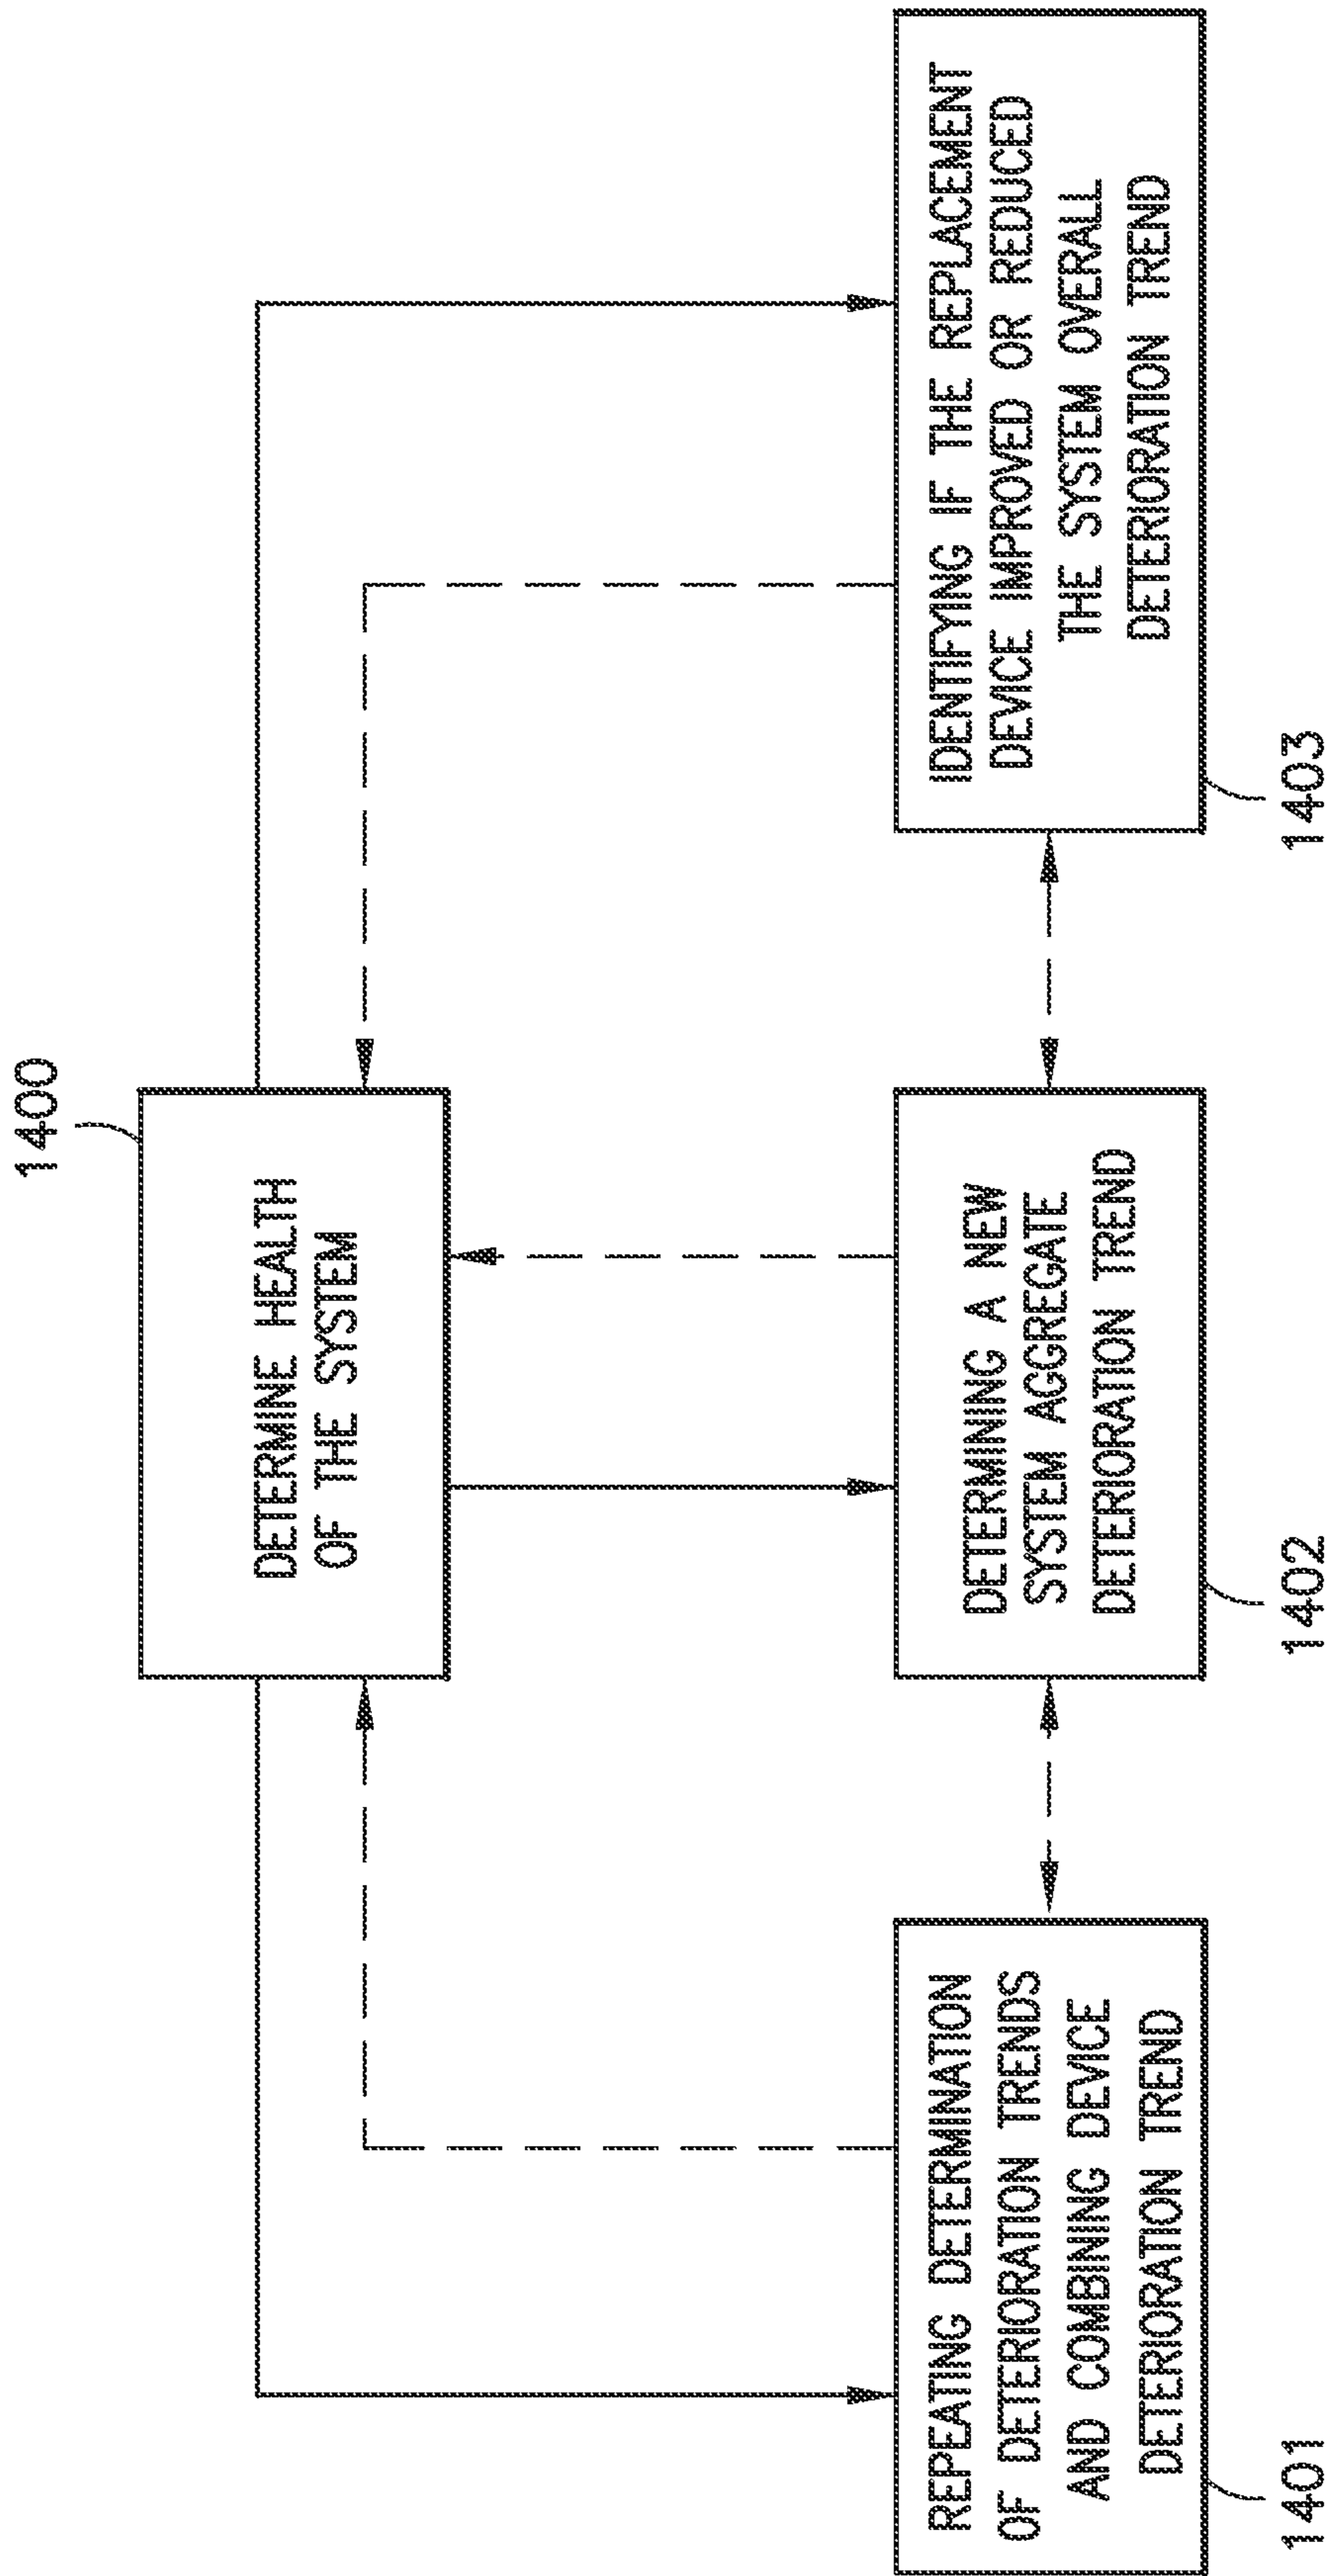 1400
DETERMINE HEALTH
OF THE SYSTEM
REPEATING DETERMINATION
OF DETERIORATION TRENDS
AND COMBINING DEVICE
DETERIORATION TREND
1401
DETERMINING A NEW
SYSTEM AGGREGATE
DETERIORATION TREND
1402
IDENTIFYING IF THE REPLACEMENT
DEVICE IMPROVED OR REDUCED
THE SYSTEM OVERALL
DETERIORATION TREND
1403